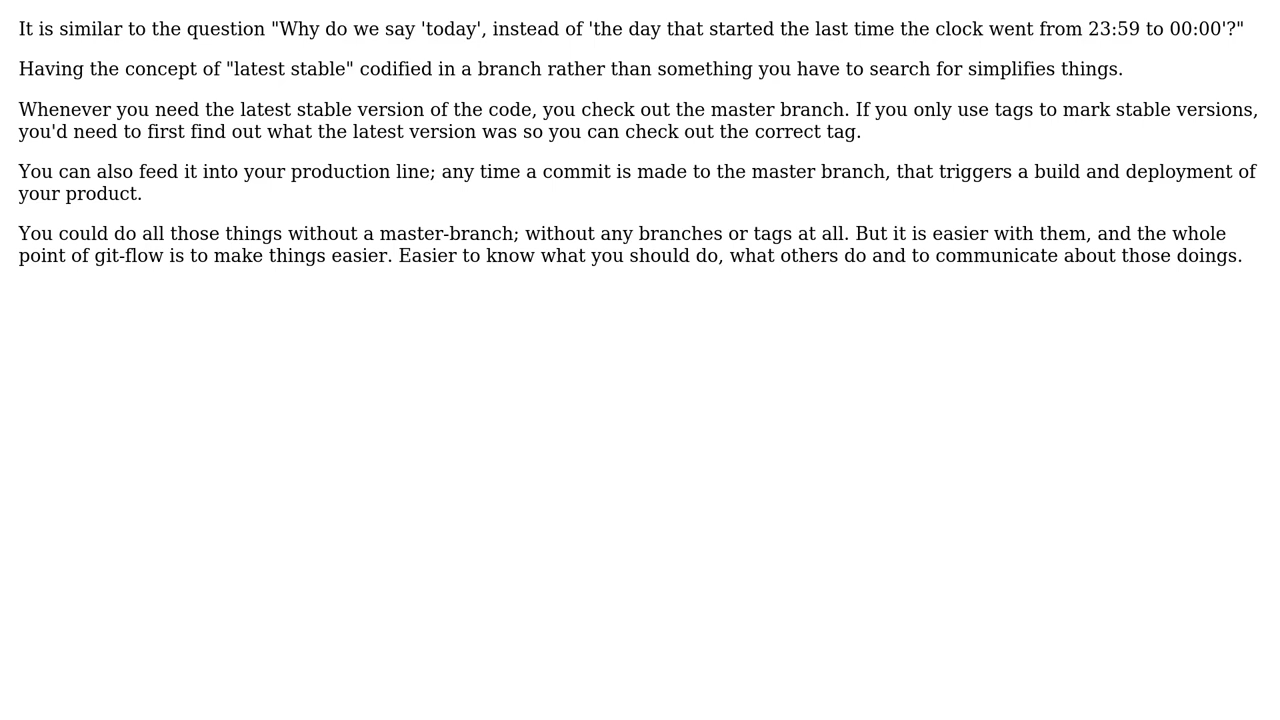 It is similar to the question "Why do we say 'today', instead of 'the day that started the last time the clock went from 23:59 to 00:00'?"
Having the concept of "latest stable" codified in a branch rather than something you have to search for simplifies things.
Whenever you need the latest stable version of the code, you check out the master branch. If you only use tags to mark stable versions,
you'd need to first find out what the latest version was so you can check out the correct tag.
You can also feed it into your production line; any time a commit is made to the master branch, that triggers a build and deployment of
your product.
You could do all those things without a master-branch; without any branches or tags at all. But it is easier with them, and the whole
point of git-flow is to make things easier. Easier to know what you should do, what others do and to communicate about those doings.